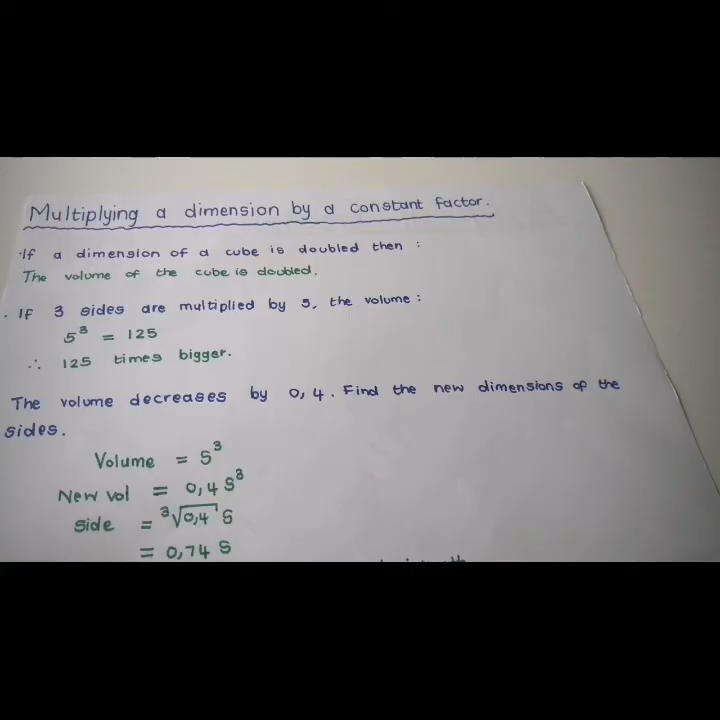 Multiplying a dimension by a constant factor.
·If a dimension of a cube is doubled then :
The volume of the cube is doubled.
· If 3 sides are multiplied by 5, the volume :
5³ = 125
∴ 125 times bigger.
The volume decreases by 0,4. Find the new dimensions of the
sides.
Volume = S³
New vol = 0,4 S³
side = ³√0,4 S
= 0,74 S